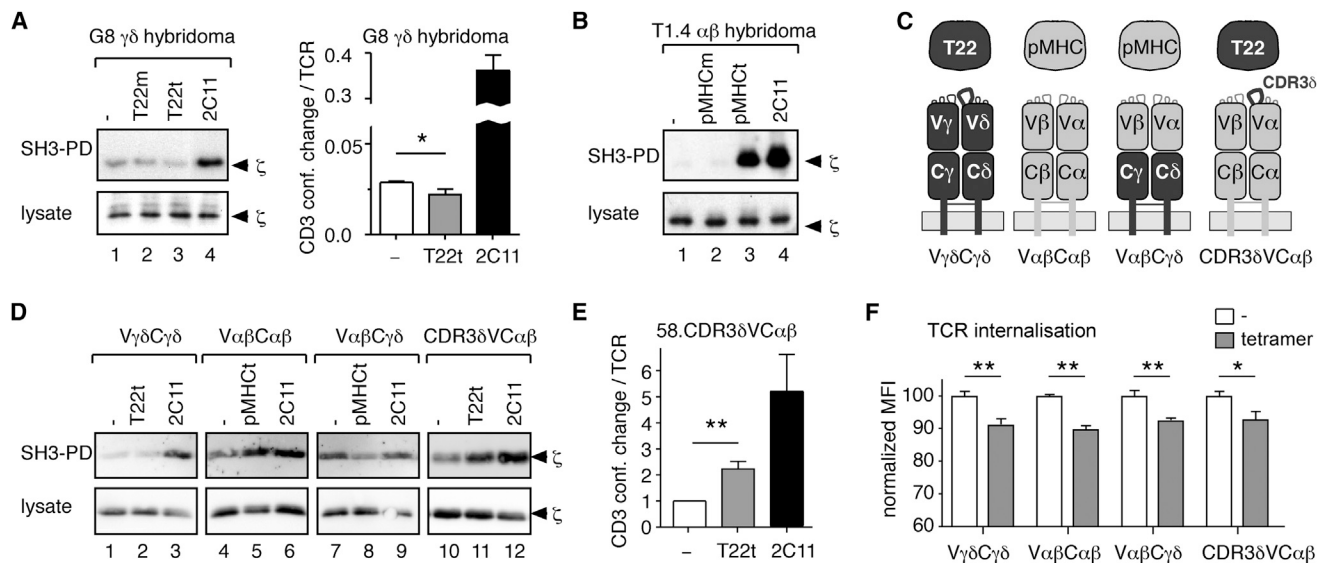 A
G8 γδ hybridoma
-
T22m
T22t
2C11
SH3-PD
ζ
lysate
ζ
1 2 3 4
G8 γδ hybridoma
CD3 conf. change / TCR
0.4
0.3
0.05
0.0
*
– T22t 2C11
B
T1.4 αβ hybridoma
-
pMHCm
pMHCt
2C11
SH3-PD
ζ
lysate
ζ
1 2 3 4
C
T22 pMHC pMHC T22
CDR3δ
Vγ Vδ Vβ Vα Vβ Vα Vβ Vα
Cγ Cδ Cβ Cα Cγ Cδ Cβ Cα
VγδCγδ VαβCαβ VαβCγδ CDR3δVCαβ
D
VγδCγδ VαβCαβ VαβCγδ CDR3δVCαβ
- T22t 2C11 - pMHCt 2C11 - pMHCt 2C11 - T22t 2C11
SH3-PD
ζ
lysate
ζ
1 2 3 4 5 6 7 8 9 10 11 12
E
58.CDR3δVCαβ
CD3 conf. change / TCR
6
5
4
3
2
1
0
**
– T22t 2C11
F
TCR internalisation
-
tetramer
normalized MFI
100
90
80
70
60
** ** ** *
VγδCγδ VαβCαβ VαβCγδ CDR3δVCαβ